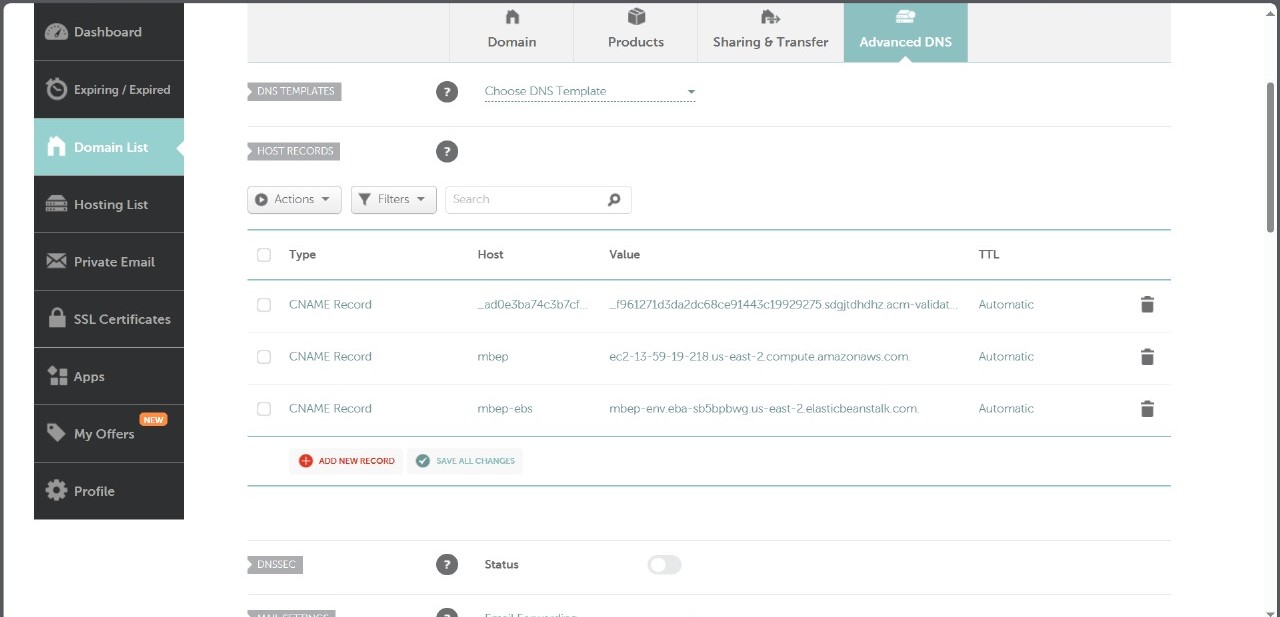 Dashboard
Expiring / Expired
Domain List
Hosting List
Private Email
SSL Certificates
Apps
NEW
My Offers
Profile
Domain
Products
Sharing & Transfer
Advanced DNS
DNS TEMPLATES
? Choose DNS Template
HOST RECORDS
?
Actions Filters Search
Type Host Value TTL
CNAME Record _ad0e3ba74c3b7cf... _f961271d3da2dc68ce91443c19929275.sdgjtdhdhz.acm-validat... Automatic
CNAME Record mbep ec2-13-59-19-218.us-east-2.compute.amazonaws.com. Automatic
CNAME Record mbep-ebs mbep-env.eba-sb5bpbwg.us-east-2.elasticbeanstalk.com. Automatic
ADD NEW RECORD SAVE ALL CHANGES
DNSSEC ? Status
MAIL SETTINGS ? Email Forwarding